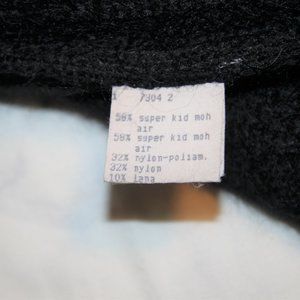 7304 2
58% super kid moh
air
58% super kid moh
air
32% nylon-poliam.
32% nylon
10% lana